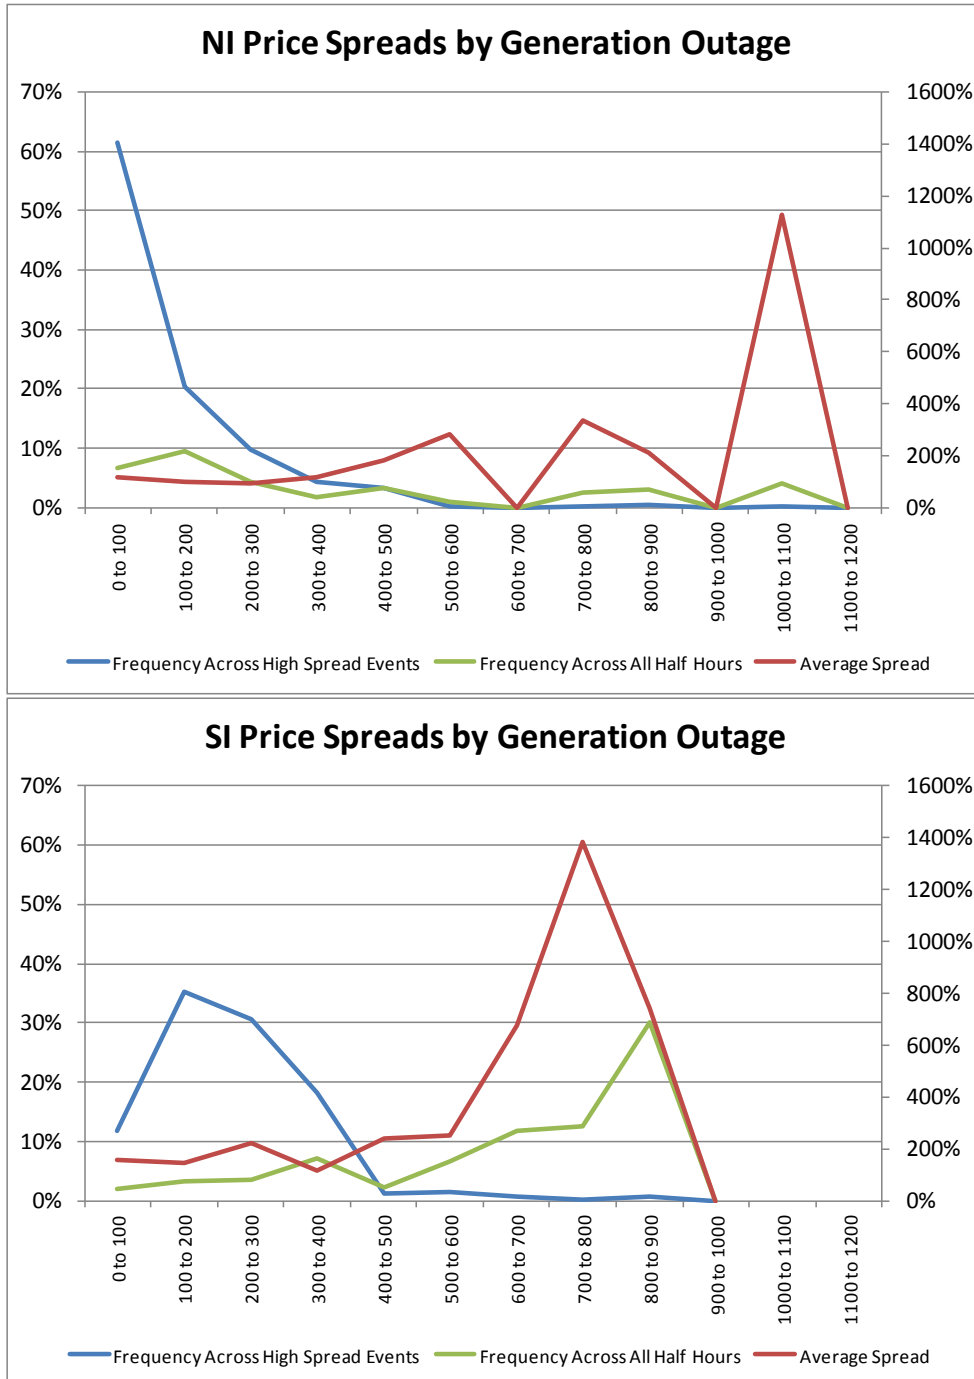 NI Price Spreads by Generation Outage
70%
60%
50%
40%
30%
20%
10%
0%
1600%
1400%
1200%
1000%
800%
600%
400%
200%
0%
0 to 100
100 to 200
200 to 300
300 to 400
400 to 500
500 to 600
600 to 700
700 to 800
800 to 900
900 to 1000
1000 to 1100
1100 to 1200
Frequency Across High Spread Events Frequency Across All Half Hours Average Spread
SI Price Spreads by Generation Outage
70%
60%
50%
40%
30%
20%
10%
0%
1600%
1400%
1200%
1000%
800%
600%
400%
200%
0%
0 to 100
100 to 200
200 to 300
300 to 400
400 to 500
500 to 600
600 to 700
700 to 800
800 to 900
900 to 1000
1000 to 1100
1100 to 1200
Frequency Across High Spread Events Frequency Across All Half Hours Average Spread